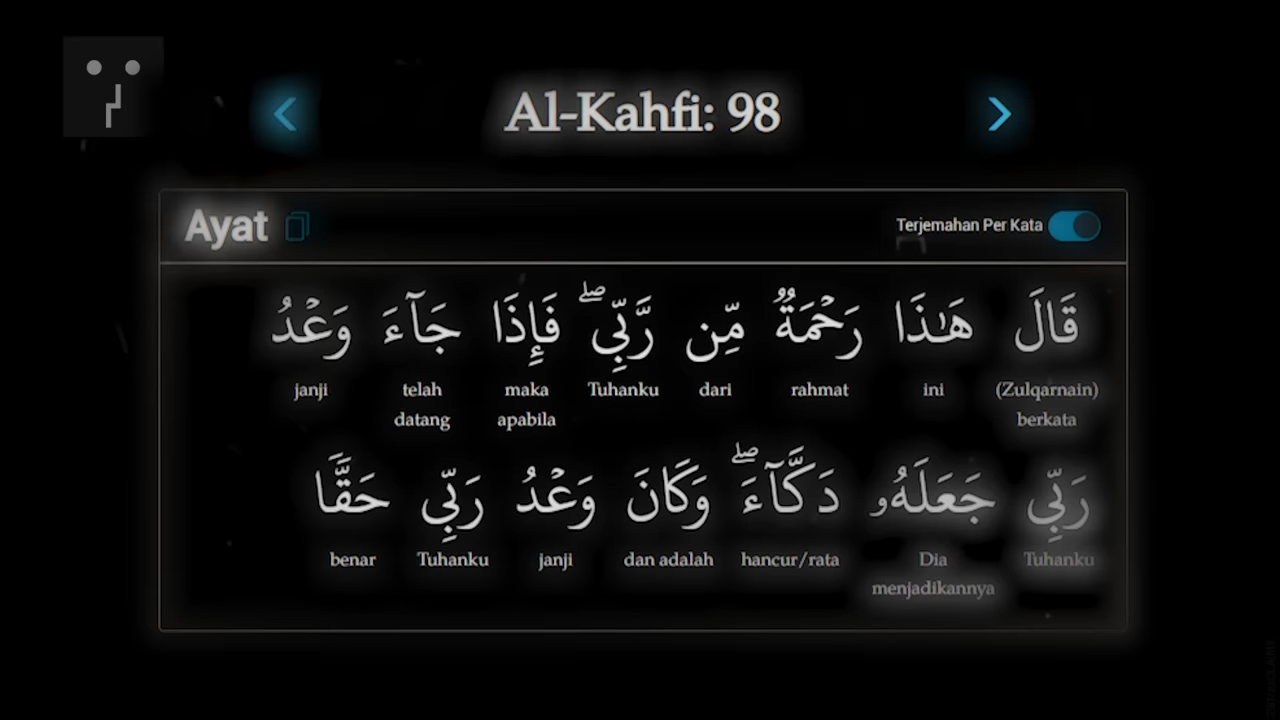 Al-Kahfi: 98
Ayat
Terjemahan Per Kata
قَالَ هَـٰذَا رَحْمَةٌ مِّن رَّبِّي ۖ فَإِذَا جَآءَ وَعْدُ
(Zulqarnain) berkata
ini
rahmat
dari
Tuhanku
maka apabila
telah datang
janji
رَبِّي جَعَلَهُۥ دَكَّآءَ ۖ وَكَانَ وَعْدُ رَبِّي حَقًّا
Tuhanku
Dia menjadikannya
hancur/rata
dan adalah
janji
Tuhanku
benar